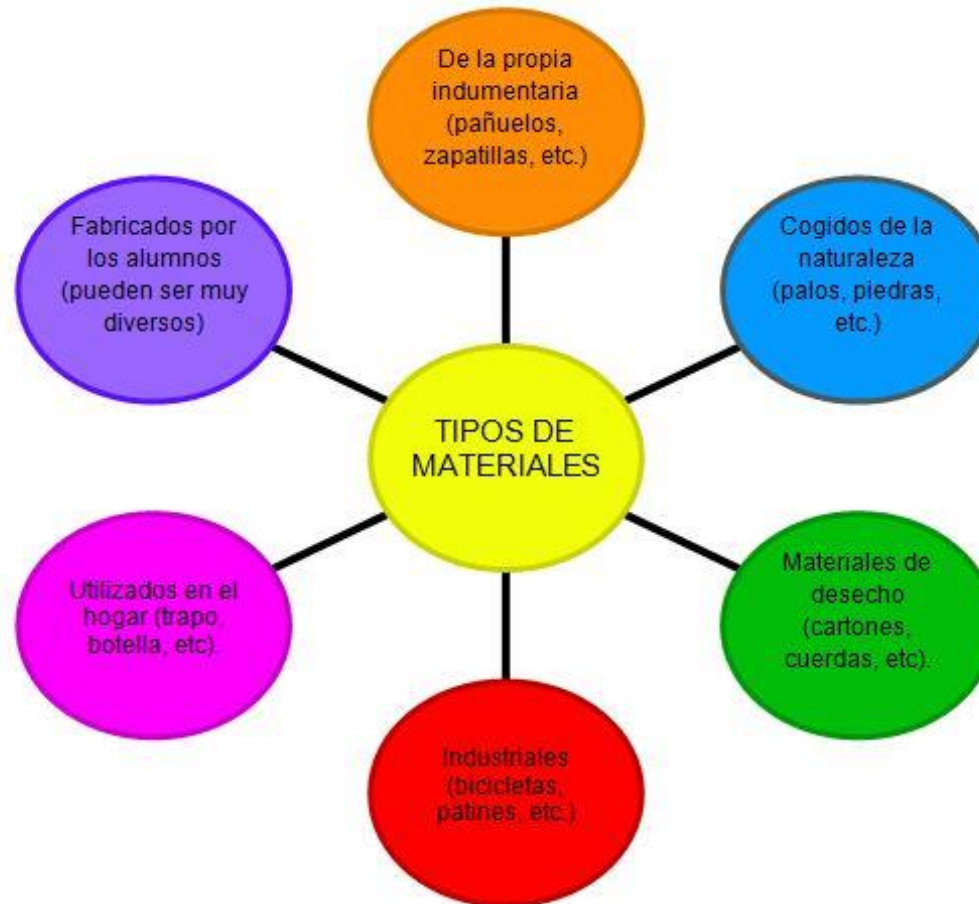 De la propia
indumentaria
(pañuelos,
zapatillas, etc.)
Fabricados por
los alumnos
(pueden ser muy
diversos)
Cogidos de la
naturaleza
(palos, piedras,
etc.)
TIPOS DE
MATERIALES
Utilizados en el
hogar (trapo,
botella, etc).
Materiales de
desecho
(cartones,
cuerdas, etc).
Industriales
(bicicletas,
patines, etc.)